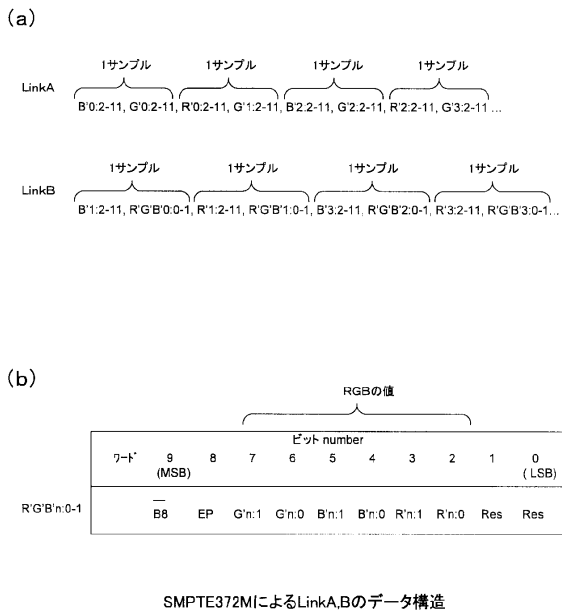 (a)
1サンプル 1サンプル 1サンプル 1サンプル
LinkA
B'0:2-11, G'0:2-11, R'0:2-11, G'1:2-11, B'2:2-11, G'2:2-11, R'2:2-11, G'3:2-11 ...
1サンプル 1サンプル 1サンプル 1サンプル
LinkB
B'1:2-11, R'G'B'0:0-1, R'1:2-11, R'G'B'1:0-1, B'3:2-11, R'G'B'2:0-1, R'3:2-11, R'G'B'3:0-1...
(b)
RGBの値
ビット number
ワード 9 8 7 6 5 4 3 2 1 0
(MSB) (LSB)
R'G'B'n:0-1 B8 EP G'n:1 G'n:0 B'n:1 B'n:0 R'n:1 R'n:0 Res Res
SMPTE372MによるLinkA,Bのデータ構造